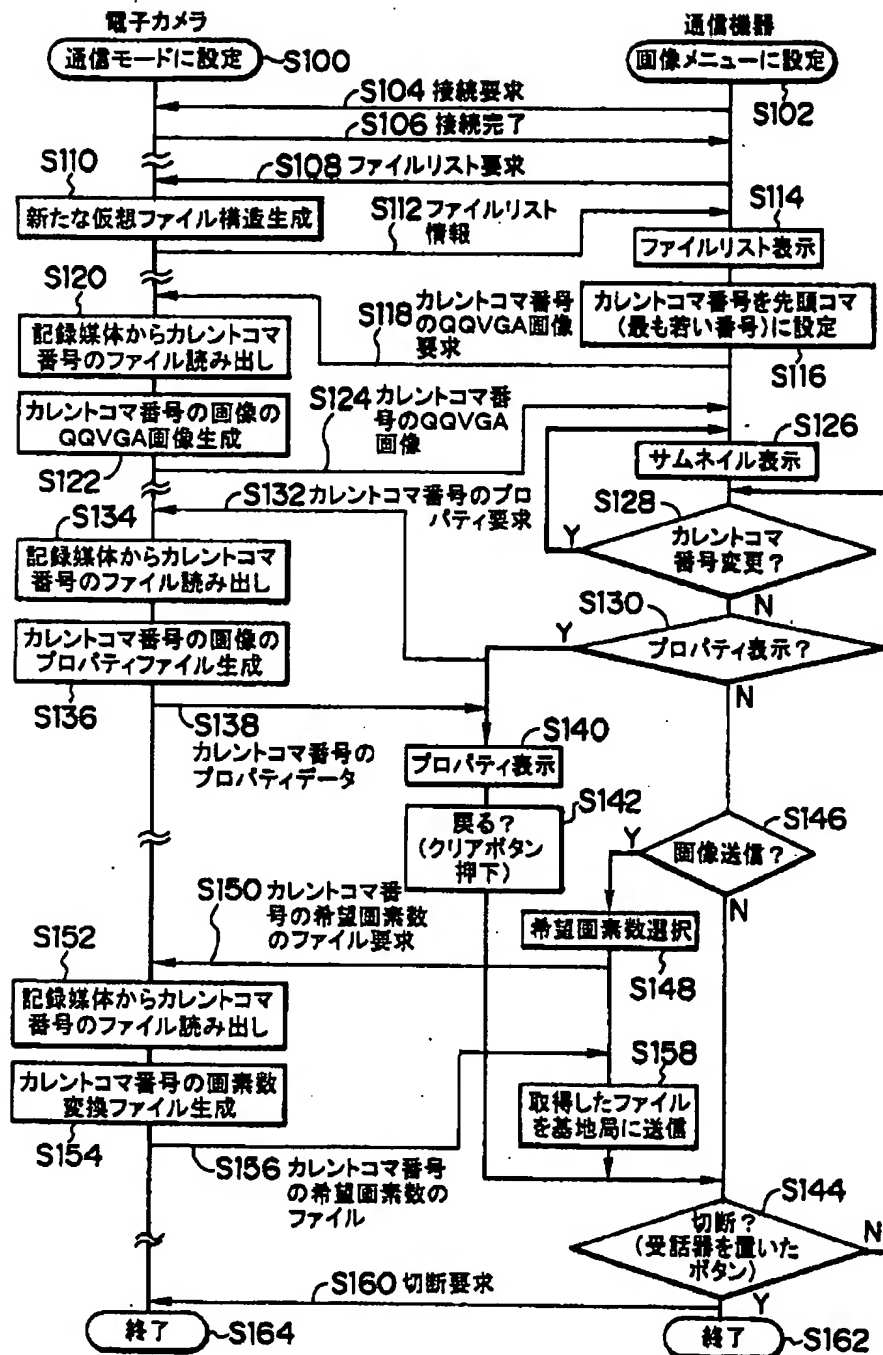 電子カメラ
通信機器
通信モードに設定
S100
画像メニューに設定
S102
S104 接続要求
S106 接続完了
S108 ファイルリスト要求
S110
新たな仮想ファイル構造生成
S112 ファイルリスト
情報
S114
ファイルリスト表示
カレントコマ番号を先頭コマ
(最も若い番号)に設定
S116
S118 カレントコマ番号
のQQVGA画像
要求
S120
記録媒体からカレントコマ
番号のファイル読み出し
カレントコマ番号の画像の
QQVGA画像生成
S122
S124 カレントコマ番
号のQQVGA
画像
S126
サムネイル表示
S128
カレントコマ
番号変更?
Y
N
S130
プロパティ表示?
Y
N
S132 カレントコマ番号のプロ
パティ要求
S134
記録媒体からカレントコマ
番号のファイル読み出し
カレントコマ番号の画像の
プロパティファイル生成
S136
S138
カレントコマ番号の
プロパティデータ
S140
プロパティ表示
S142
戻る?
(クリアボタン
押下)
S146
画像送信?
Y
N
希望画素数選択
S148
S150 カレントコマ番
号の希望画素数
のファイル要求
S152
記録媒体からカレントコマ
番号のファイル読み出し
カレントコマ番号の画素数
変換ファイル生成
S154
S156 カレントコマ番号
の希望画素数の
ファイル
S158
取得したファイル
を基地局に送信
S144
切断?
(受話器を置いた
ボタン)
N
Y
S160 切断要求
終了
S164
終了
S162